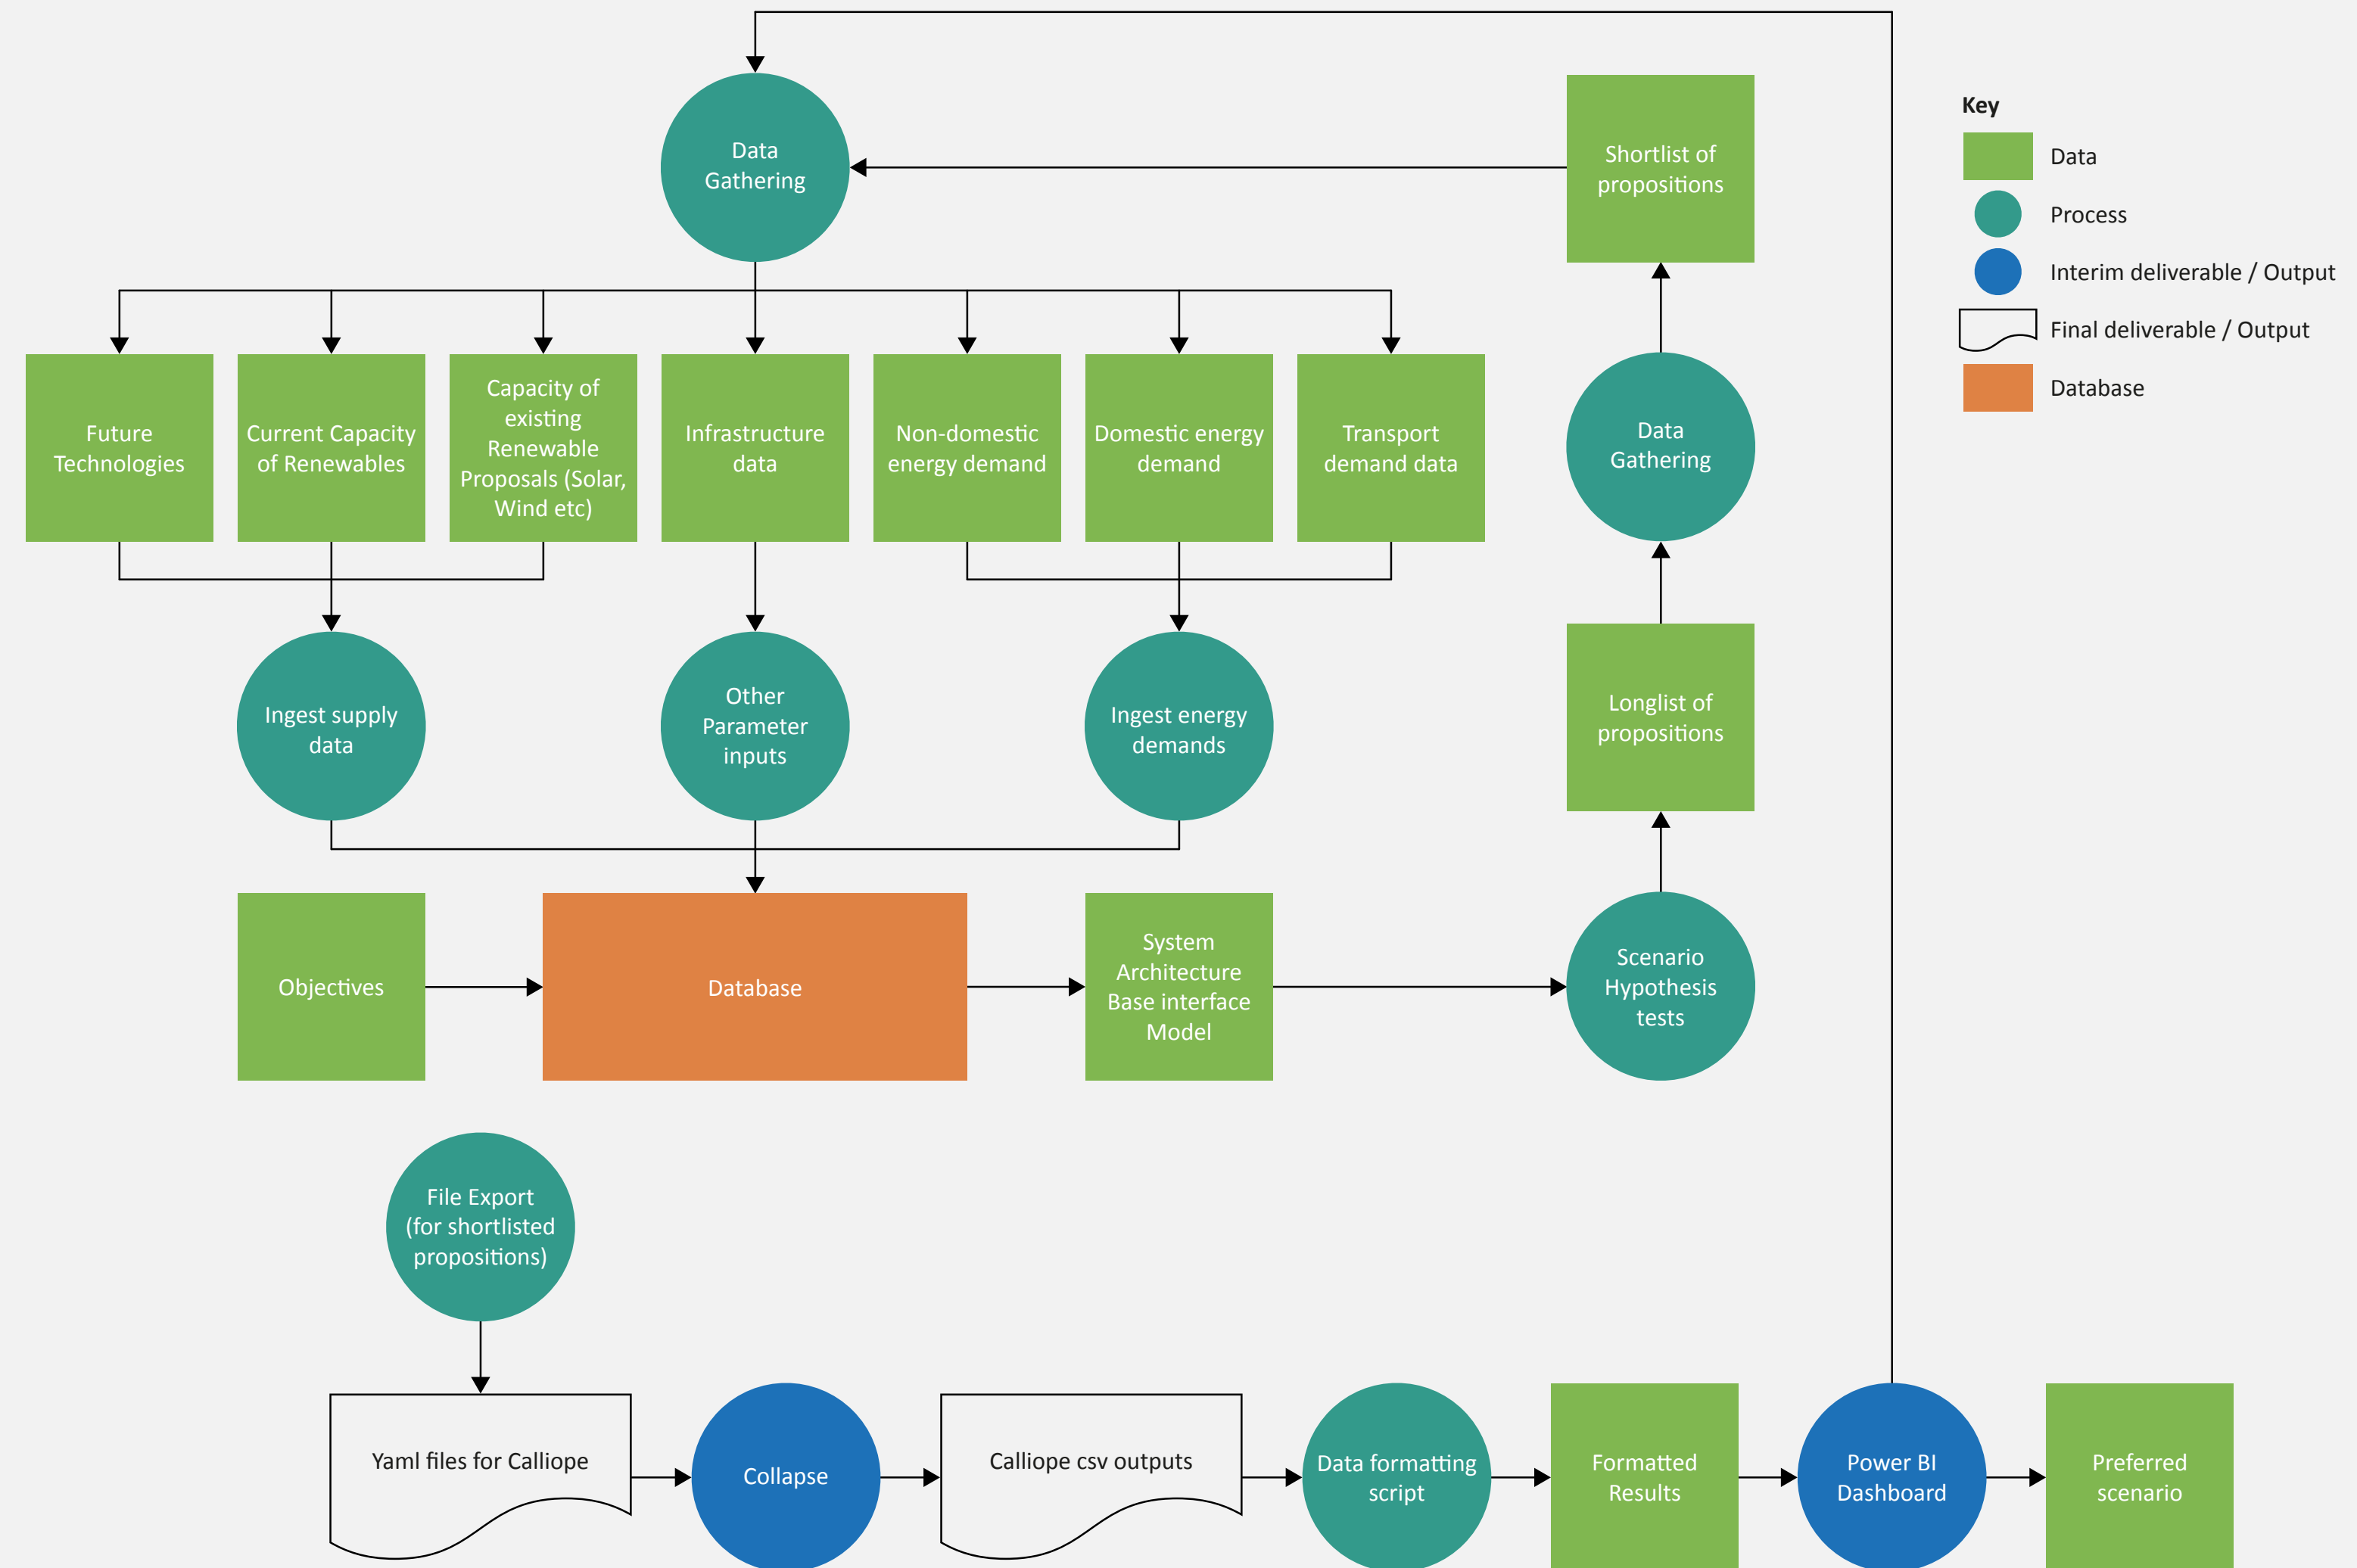 Data
Gathering
Shortlist of
propositions
Key
Data
Process
Interim deliverable / Output
Final deliverable / Output
Database
Future
Technologies
Current Capacity
of Renewables
Capacity of
existing
Renewable
Proposals (Solar,
Wind etc)
Infrastructure
data
Non-domestic
energy demand
Domestic energy
demand
Transport
demand data
Data
Gathering
Ingest supply
data
Other
Parameter
inputs
Ingest energy
demands
Longlist of
propositions
Objectives
Database
System
Architecture
Base interface
Model
Scenario
Hypothesis
tests
File Export
(for shortlisted
propositions)
Yaml files for Calliope
Collapse
Calliope csv outputs
Data formatting
script
Formatted
Results
Power BI
Dashboard
Preferred
scenario